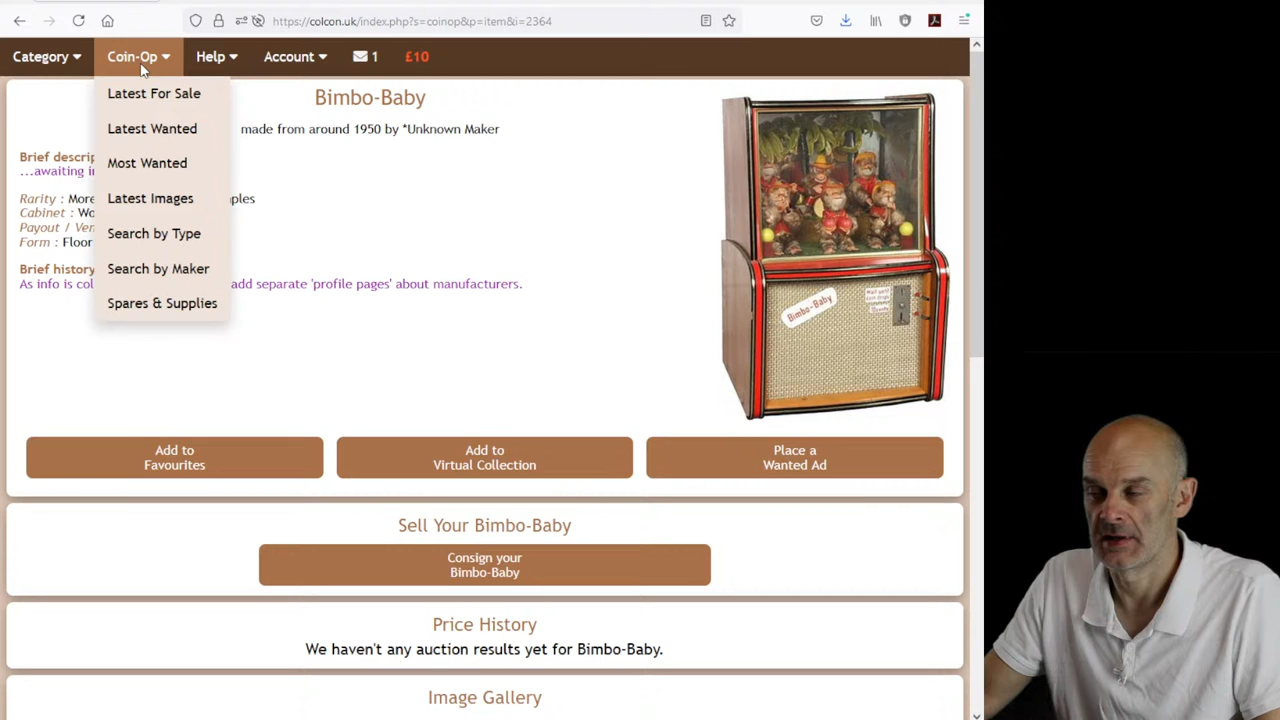 https://colcon.uk/index.php?s=coinop&p=item&i=2364
Category Coin-Op Help Account 1 £10
Latest For Sale
Latest Wanted
Most Wanted
Latest Images
Search by Type
Search by Maker
Spares & Supplies
Bimbo-Baby
made from around 1950 by *Unknown Maker
Brief descrip
...awaiting in
Rarity : More ples
Cabinet : Wo
Payout / Ven
Form : Floor
Brief history
As info is col add separate 'profile pages' about manufacturers.
Bimbo-Baby
Add to
Favourites
Add to
Virtual Collection
Place a
Wanted Ad
Sell Your Bimbo-Baby
Consign your
Bimbo-Baby
Price History
We haven't any auction results yet for Bimbo-Baby.
Image Gallery